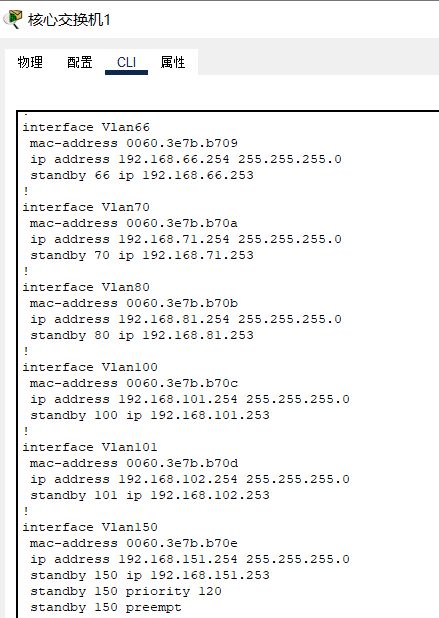 核心交换机1
物理 配置 CLI 属性
!
interface Vlan66
 mac-address 0060.3e7b.b709
 ip address 192.168.66.254 255.255.255.0
 standby 66 ip 192.168.66.253
!
interface Vlan70
 mac-address 0060.3e7b.b70a
 ip address 192.168.71.254 255.255.255.0
 standby 70 ip 192.168.71.253
!
interface Vlan80
 mac-address 0060.3e7b.b70b
 ip address 192.168.81.254 255.255.255.0
 standby 80 ip 192.168.81.253
!
interface Vlan100
 mac-address 0060.3e7b.b70c
 ip address 192.168.101.254 255.255.255.0
 standby 100 ip 192.168.101.253
!
interface Vlan101
 mac-address 0060.3e7b.b70d
 ip address 192.168.102.254 255.255.255.0
 standby 101 ip 192.168.102.253
!
interface Vlan150
 mac-address 0060.3e7b.b70e
 ip address 192.168.151.254 255.255.255.0
 standby 150 ip 192.168.151.253
 standby 150 priority 120
 standby 150 preempt